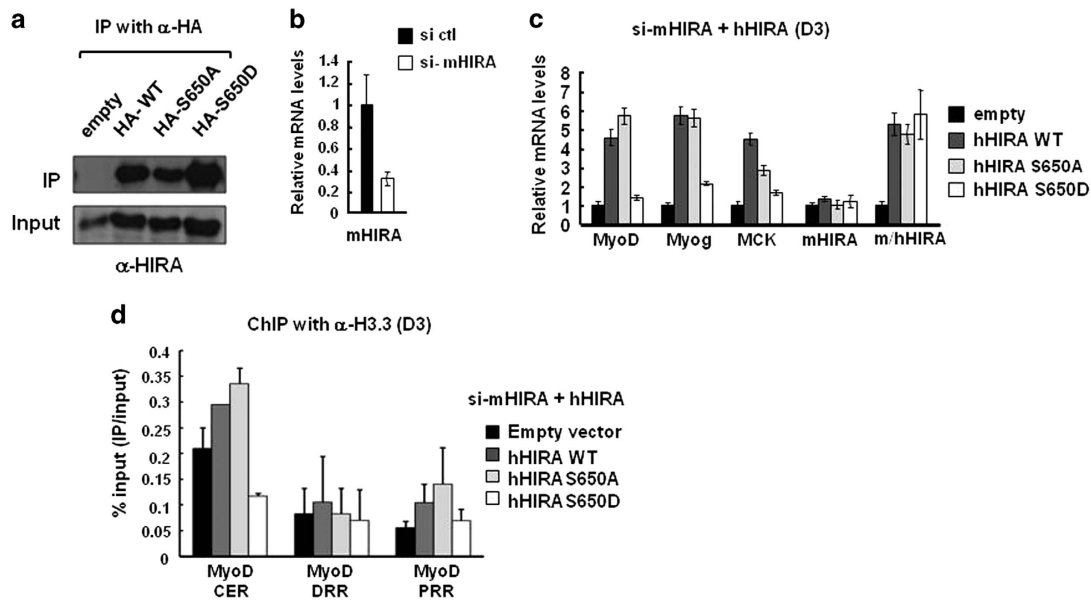 a
IP with α-HA
empty
HA- WT
HA-S650A
HA-S650D
IP
Input
α-HIRA
b
si ctl
si- mHIRA
Relative mRNA levels
1.4
1.2
1
0.8
0.6
0.4
0.2
0
mHIRA
c
si-mHIRA + hHIRA (D3)
Relative mRNA levels
8
7
6
5
4
3
2
1
0
MyoD
Myog
MCK
mHIRA
m/hHIRA
empty
hHIRA WT
hHIRA S650A
hHIRA S650D
d
ChIP with α-H3.3 (D3)
% input (IP/input)
0.4
0.35
0.3
0.25
0.2
0.15
0.1
0.05
0
MyoD
CER
MyoD
DRR
MyoD
PRR
si-mHIRA + hHIRA
Empty vector
hHIRA WT
hHIRA S650A
hHIRA S650D